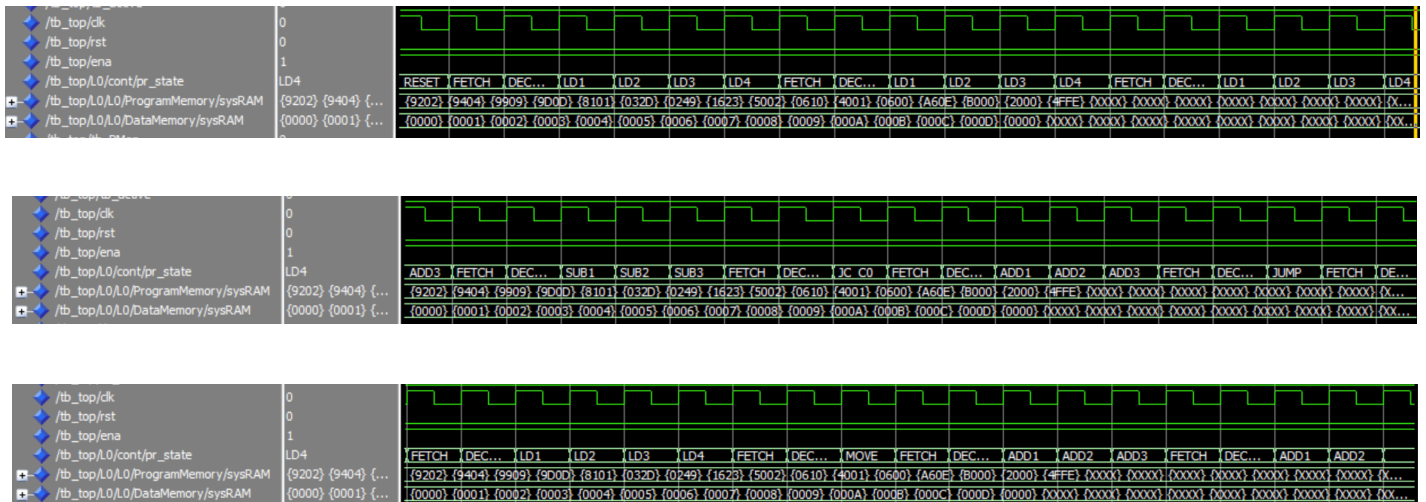 /tb_top/clk 0
/tb_top/rst 0
/tb_top/ena 1
/tb_top/L0/cont/pr_state LD4 RESET FETCH DEC... LD1 LD2 LD3 LD4 FETCH DEC... LD1 LD2 LD3 LD4 FETCH DEC... LD1 LD2 LD3 LD4
/tb_top/L0/L0/ProgramMemory/sysRAM {9202} {9404} {... {9202} {9404} {9909} {9D0D} {8101} {032D} {0249} {1623} {5002} {0610} {4001} {0600} {A60E} {B000} {2000} {4FFE} {XXXX} {XXXX} {XXXX} {XXXX} {XXXX} {XXXX} {X...
/tb_top/L0/L0/DataMemory/sysRAM {0000} {0001} {... {0000} {0001} {0002} {0003} {0004} {0005} {0006} {0007} {0008} {0009} {000A} {000B} {000C} {000D} {0000} {XXXX} {XXXX} {XXXX} {XXXX} {XXXX} {XXXX} {XXXX} {XX...
/tb_top/clk 0
/tb_top/rst 0
/tb_top/ena 1
/tb_top/L0/cont/pr_state LD4 ADD3 FETCH DEC... SUB1 SUB2 SUB3 FETCH DEC... JC_C0 FETCH DEC... ADD1 ADD2 ADD3 FETCH DEC... JUMP FETCH DE...
/tb_top/L0/L0/ProgramMemory/sysRAM {9202} {9404} {... {9202} {9404} {9909} {9D0D} {8101} {032D} {0249} {1623} {5002} {0610} {4001} {0600} {A60E} {B000} {2000} {4FFE} {XXXX} {XXXX} {XXXX} {XXXX} {XXXX} {XXXX} {X...
/tb_top/L0/L0/DataMemory/sysRAM {0000} {0001} {... {0000} {0001} {0002} {0003} {0004} {0005} {0006} {0007} {0008} {0009} {000A} {000B} {000C} {000D} {0000} {XXXX} {XXXX} {XXXX} {XXXX} {XXXX} {XXXX} {XXXX} {XX...
/tb_top/clk 0
/tb_top/rst 0
/tb_top/ena 1
/tb_top/L0/cont/pr_state LD4 FETCH DEC... LD1 LD2 LD3 LD4 FETCH DEC... MOVE FETCH DEC... ADD1 ADD2 ADD3 FETCH DEC... ADD1 ADD2
/tb_top/L0/L0/ProgramMemory/sysRAM {9202} {9404} {... {9202} {9404} {9909} {9D0D} {8101} {032D} {0249} {1623} {5002} {0610} {4001} {0600} {A60E} {B000} {2000} {4FFE} {XXXX} {XXXX} {XXXX} {XXXX} {XXXX} {XXXX} {X...
/tb_top/L0/L0/DataMemory/sysRAM {0000} {0001} {... {0000} {0001} {0002} {0003} {0004} {0005} {0006} {0007} {0008} {0009} {000A} {000B} {000C} {000D} {0000} {XXXX} {XXXX} {XXXX} {XXXX} {XXXX} {XXXX} {XXXX} {XX...